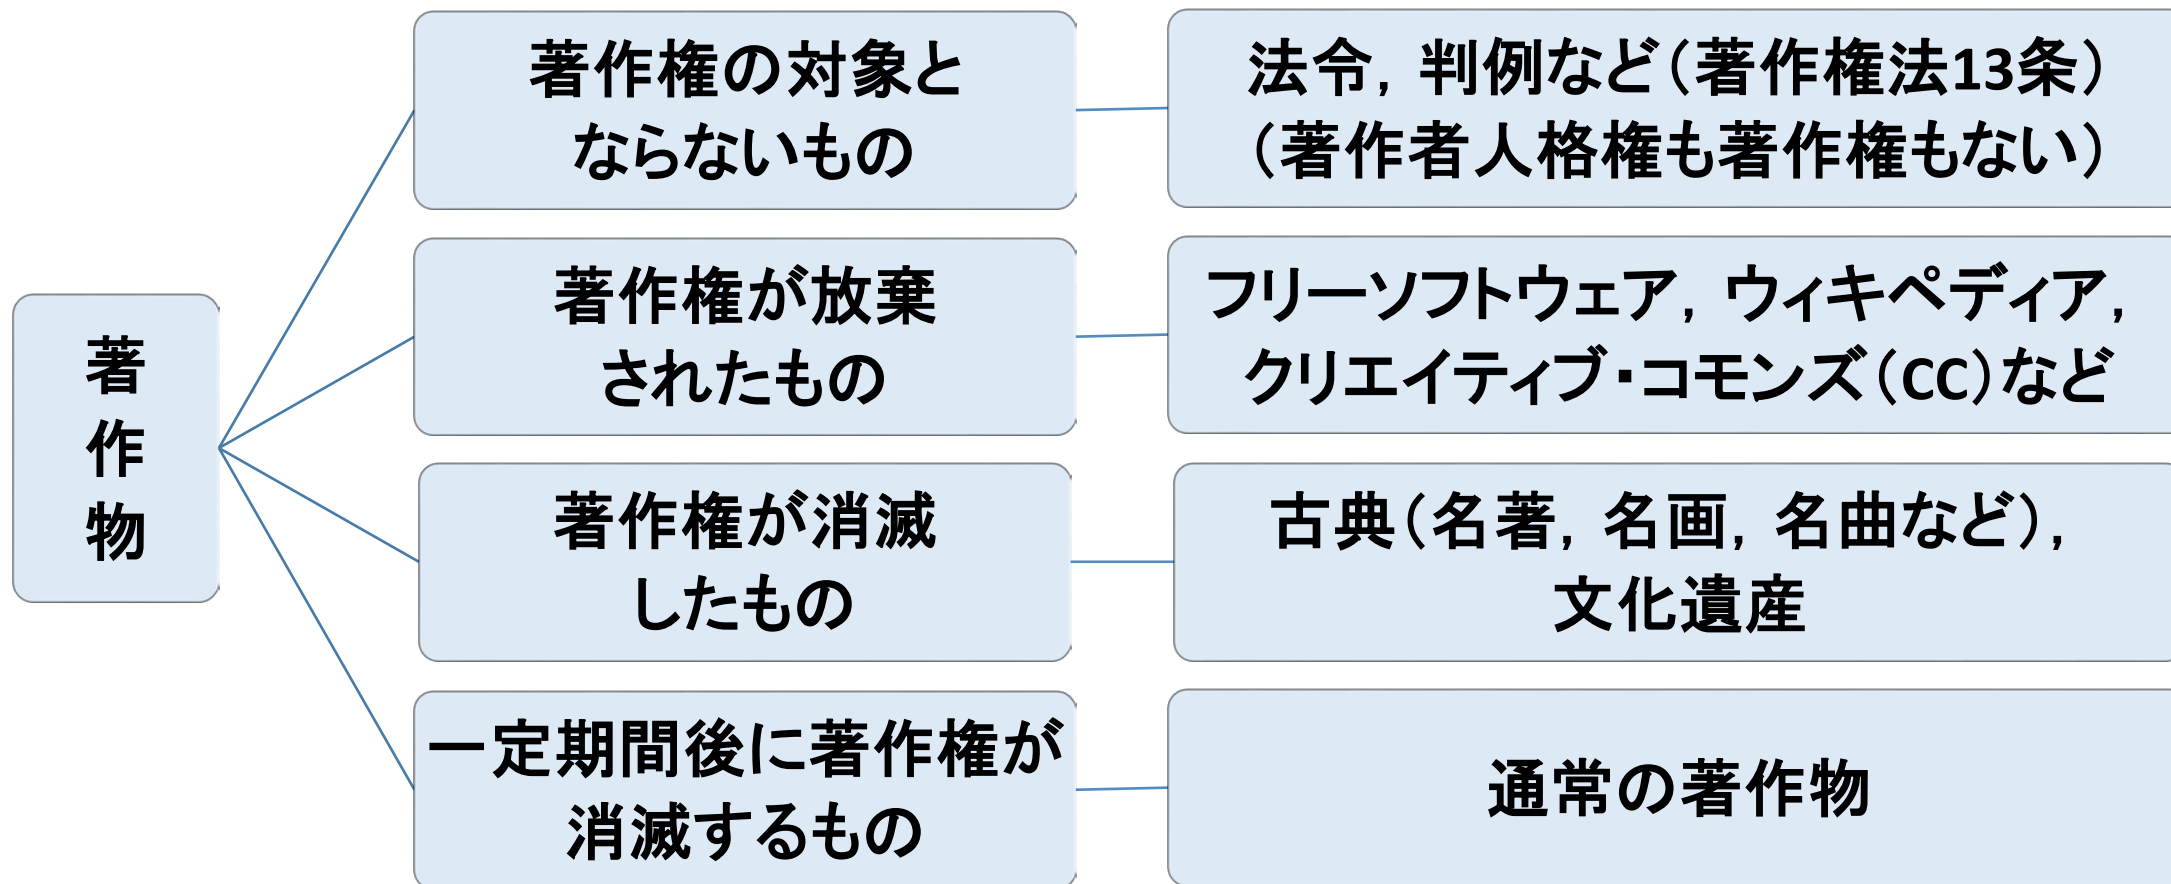 著作物
著作権の対象と
ならないもの
法令，判例など（著作権法13条）
（著作者人格権も著作権もない）
著作権が放棄
されたもの
フリーソフトウェア，ウィキペディア，
クリエイティブ・コモンズ（CC）など
著作権が消滅
したもの
古典（名著，名画，名曲など），
文化遺産
一定期間後に著作権が
消滅するもの
通常の著作物